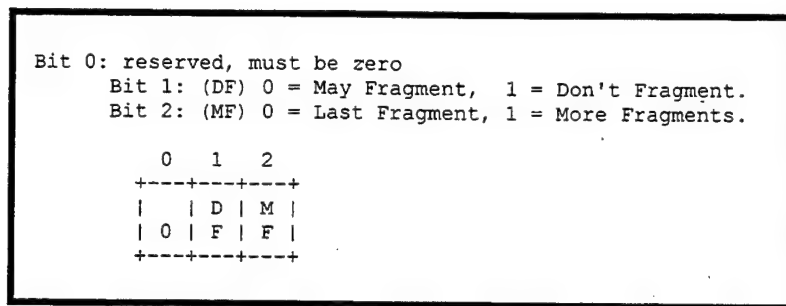 Bit 0: reserved, must be zero
Bit 1: (DF) 0 = May Fragment, 1 = Don't Fragment.
Bit 2: (MF) 0 = Last Fragment, 1 = More Fragments.
0 1 2
+---+---+---+
| | D | M |
| 0 | F | F |
+---+---+---+